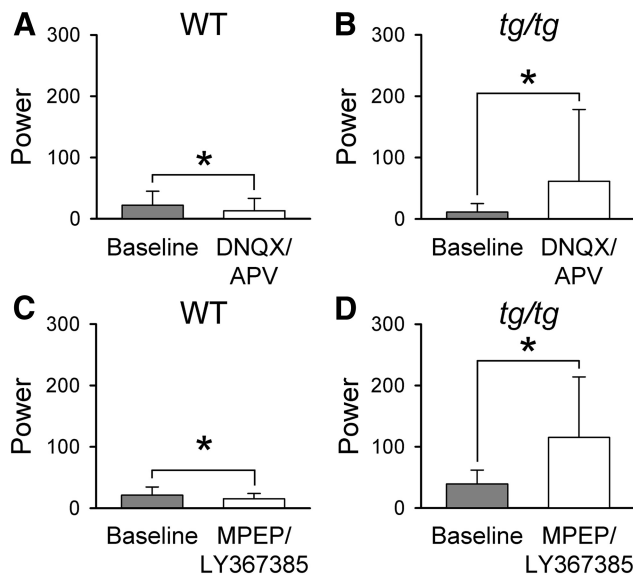 A WT
300
200
100
0
Power
*
Baseline DNQX/
APV
B tg/tg
300
200
100
0
Power
*
Baseline DNQX/
APV
C WT
300
200
100
0
Power
*
Baseline MPEP/
LY367385
D tg/tg
300
200
100
0
Power
*
Baseline MPEP/
LY367385